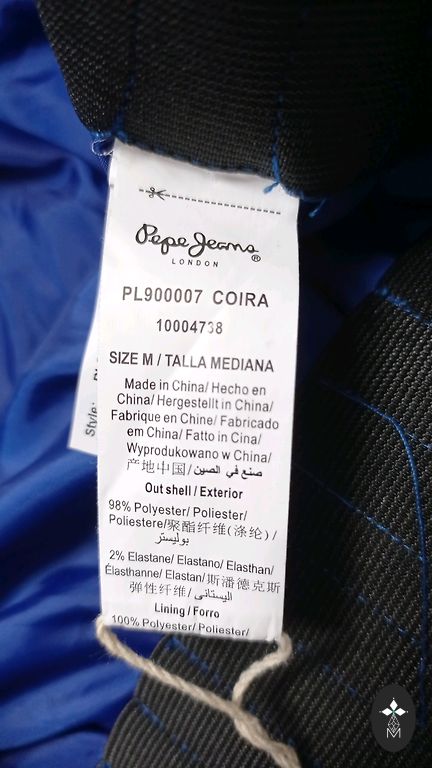 Pepe Jeans®
LONDON
PL900007 COIRA
10004738
SIZE M / TALLA MEDIANA
Made in China/ Hecho en
China/ Hergestellt in China/
Fabrique en Chine/ Fabricado
em China/ Fatto in Cina/
Wyprodukowano w China/
产地中国/ صنع في الصين/
Out shell / Exterior
98% Polyester/ Poliester/
Poliestere/聚酯纤维(涤纶)/
بوليستر/
2% Elastane/ Elastano/ Elasthan/
Élasthanne/ Elastan/斯潘德克斯
弹性纤维/ اليستانى/
Lining / Forro
100% Polyester/ Poliester/
Style:
M